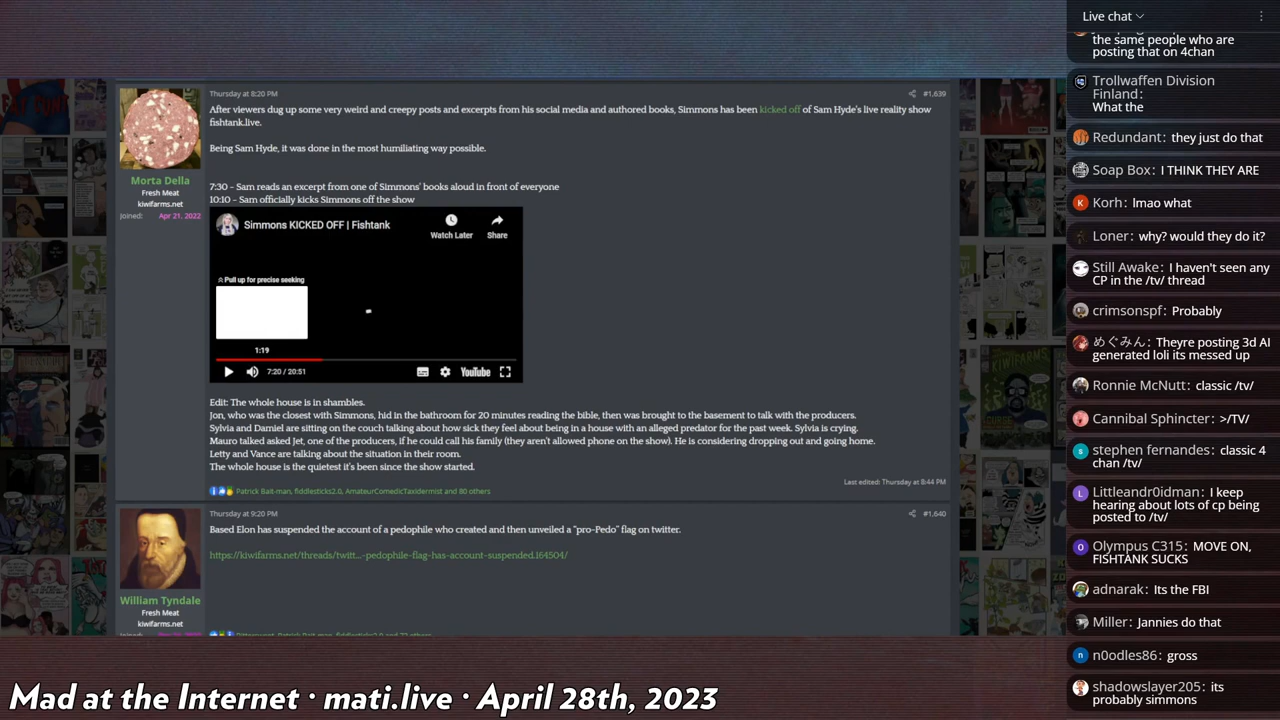 Thursday at 8:20 PM
#1,639
After viewers dug up some very weird and creepy posts and excerpts from his social media and authored books, Simmons has been kicked off of Sam Hyde's live reality show
fishtank.live.
Being Sam Hyde, it was done in the most humiliating way possible.
7:30 - Sam reads an excerpt from one of Simmons' books aloud in front of everyone
10:10 - Sam officially kicks Simmons off the show
Morta Della
Fresh Meat
kiwifarms.net
Joined: Apr 21, 2022
Simmons KICKED OFF | Fishtank
Watch Later
Share
Pull up for precise seeking
1:19
7:20 / 20:51
YouTube
Edit: The whole house is in shambles.
Jon, who was the closest with Simmons, hid in the bathroom for 20 minutes reading the bible, then was brought to the basement to talk with the producers.
Sylvia and Damiel are sitting on the couch talking about how sick they feel about being in a house with an alleged predator for the past week. Sylvia is crying.
Mauro talked asked Jet, one of the producers, if he could call his family (they aren't allowed phone on the show). He is considering dropping out and going home.
Letty and Vance are talking about the situation in their room.
The whole house is the quietest it's been since the show started.
Last edited: Thursday at 8:44 PM
Patrick Bait-man, fiddlesticks2.0, AmateurComedicTaxidermist and 80 others
Thursday at 9:20 PM
#1,640
Based Elon has suspended the account of a pedophile who created and then unveiled a "pro-Pedo" flag on twitter.
https://kiwifarms.net/threads/twitt...-pedophile-flag-has-account-suspended.164504/
William Tyndale
Fresh Meat
kiwifarms.net
Live chat
the same people who are
posting that on 4chan
Trollwaffen Division
Finland:
What the
Redundant: they just do that
Soap Box: I THINK THEY ARE
Korh: lmao what
Loner: why? would they do it?
Still Awake: I haven't seen any
CP in the /tv/ thread
crimsonspf: Probably
めぐみん: Theyre posting 3d AI
generated loli its messed up
Ronnie McNutt: classic /tv/
Cannibal Sphincter: >/TV/
stephen fernandes: classic 4
chan /tv/
Littleandr0idman: I keep
hearing about lots of cp being
posted to /tv/
Olympus C315: MOVE ON,
FISHTANK SUCKS
adnarak: Its the FBI
Miller: Jannies do that
n0odles86: gross
shadowslayer205: its
probably simmons
Mad at the Internet · mati.live · April 28th, 2023